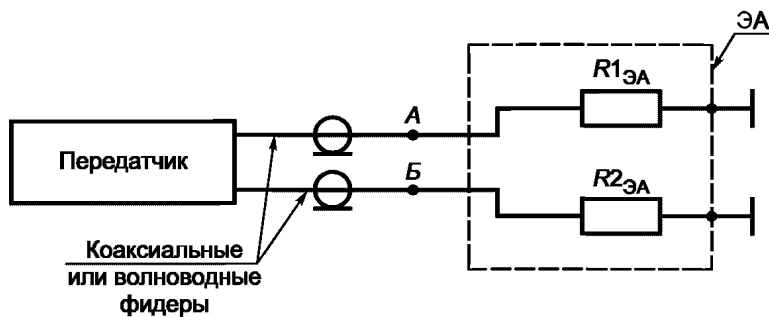 ЭА
R1ЭА
А
Передатчик
Б
R2ЭА
Коаксиальные
или волноводные
фидеры